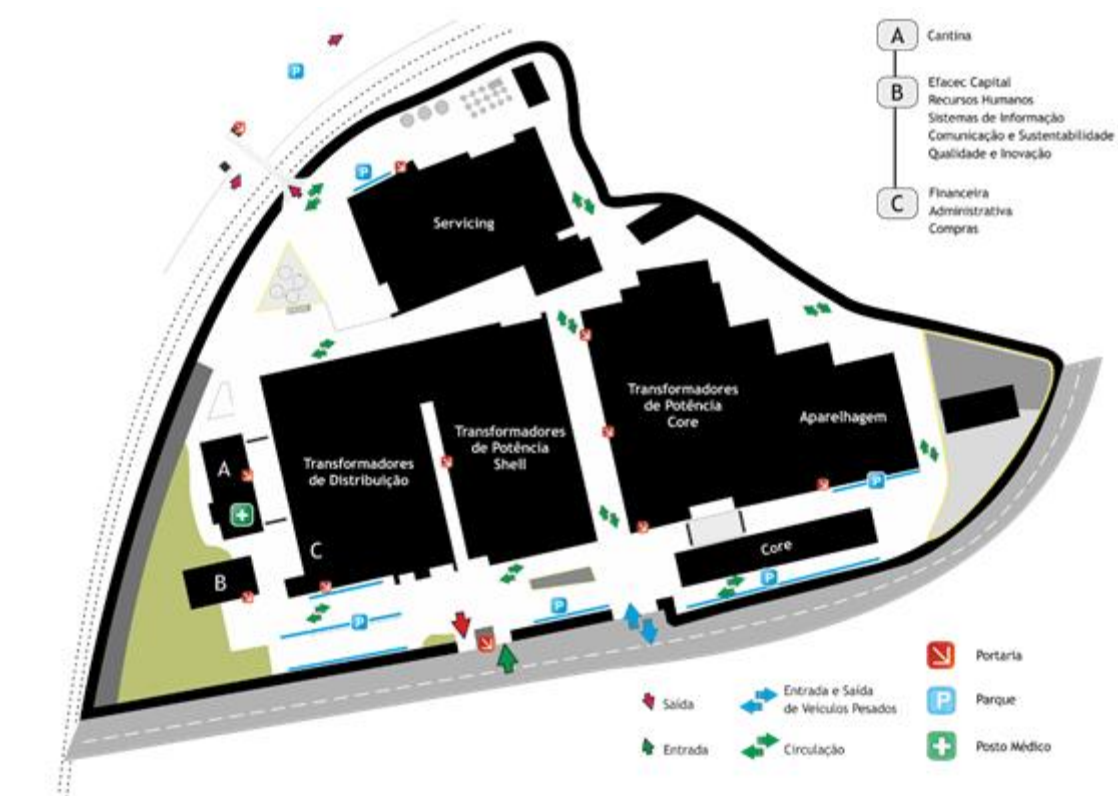 A
Cantina
B
Efacec Capital
Recursos Humanos
Sistemas de Informação
Comunicação e Sustentabilidade
Qualidade e Inovação
C
Financeira
Administrativa
Compras
P
P
Servicing
Transformadores
de Potência
Core
Aparelhagem
Transformadores
de Potência
Shell
Transformadores
de Distribuição
A
B
C
P
Core
P
P
P
Saída
Entrada
Entrada e Saída
de Veículos Pesados
Circulação
Portaria
P
Parque
Posto Médico